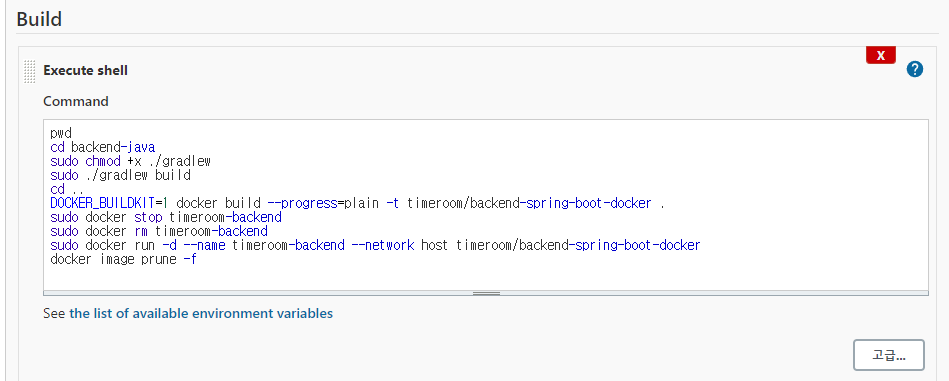 Build
X
Execute shell
?
Command
pwd
cd backend-java
sudo chmod +x ./gradlew
sudo ./gradlew build
cd ..
DOCKER_BUILDKIT=1 docker build --progress=plain -t timeroom/backend-spring-boot-docker .
sudo docker stop timeroom-backend
sudo docker rm timeroom-backend
sudo docker run -d --name timeroom-backend --network host timeroom/backend-spring-boot-docker
docker image prune -f
See the list of available environment variables
고급...